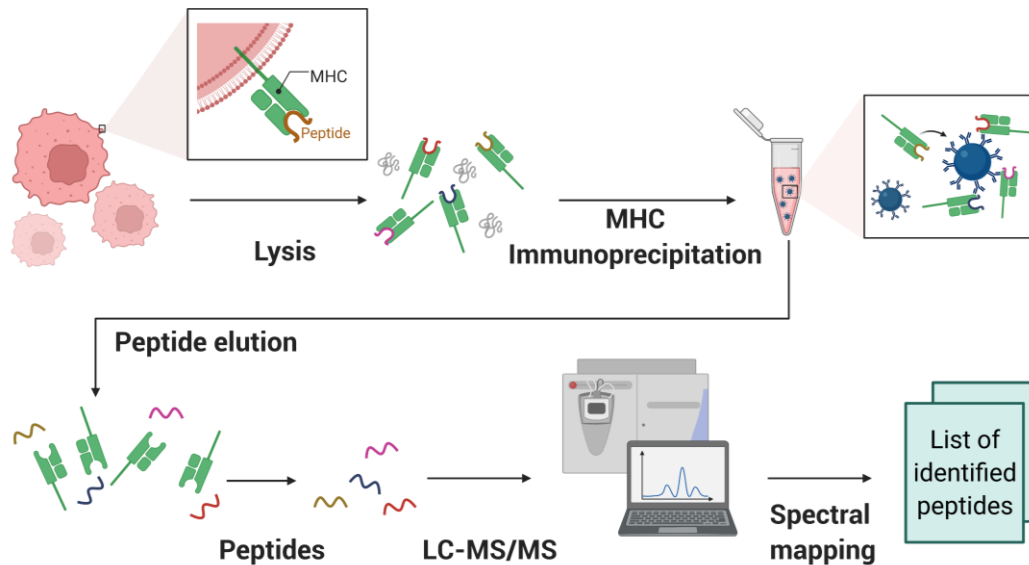 MHC
Peptide
Lysis
MHC
Immunoprecipitation
Peptide elution
Peptides
LC-MS/MS
Spectral
mapping
List of
identified
peptides